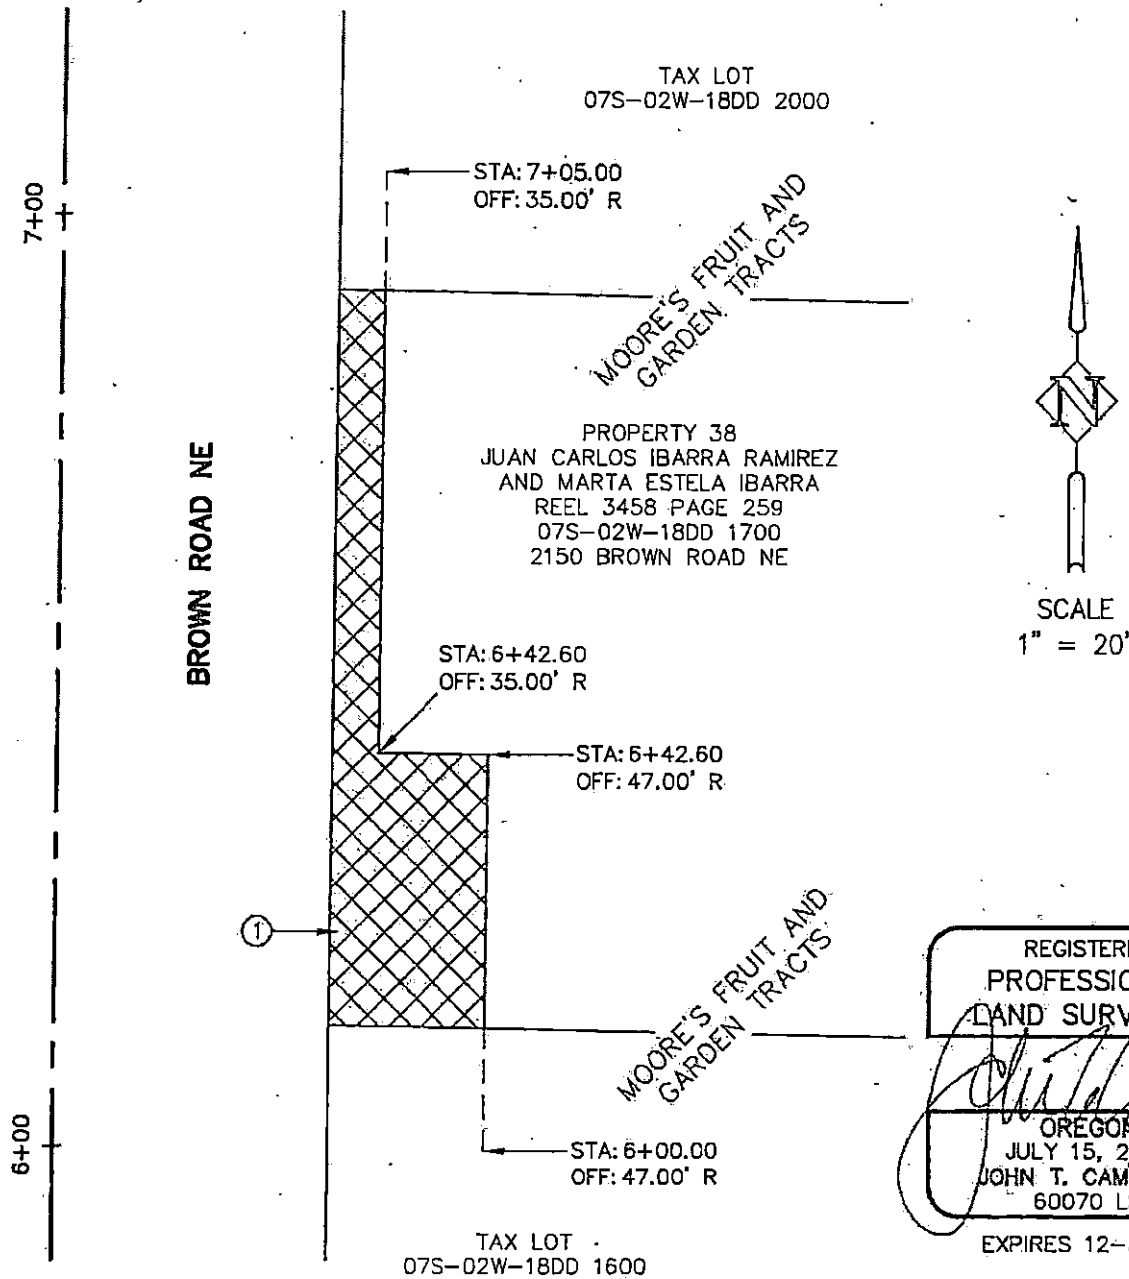 TAX LOT
07S-02W-18DD 2000
7+00
STA: 7+05.00
OFF: 35.00' R
MOORE'S FRUIT AND
GARDEN TRACTS
PROPERTY 38
JUAN CARLOS IBARRA RAMIREZ
AND MARTA ESTELA IBARRA
REEL 3458 PAGE 259
07S-02W-18DD 1700
2150 BROWN ROAD NE
N
SCALE
1" = 20'
BROWN ROAD NE
STA: 6+42.60
OFF: 35.00' R
STA: 6+42.60
OFF: 47.00' R
1
MOORE'S FRUIT AND
GARDEN TRACTS
REGISTER
PROFESSIO
LAND SURV
OREGON
JULY 15, 2
JOHN T. CAM
60070 L
EXPIRES 12-
6+00
STA: 6+00.00
OFF: 47.00' R
TAX LOT
07S-02W-18DD 1600